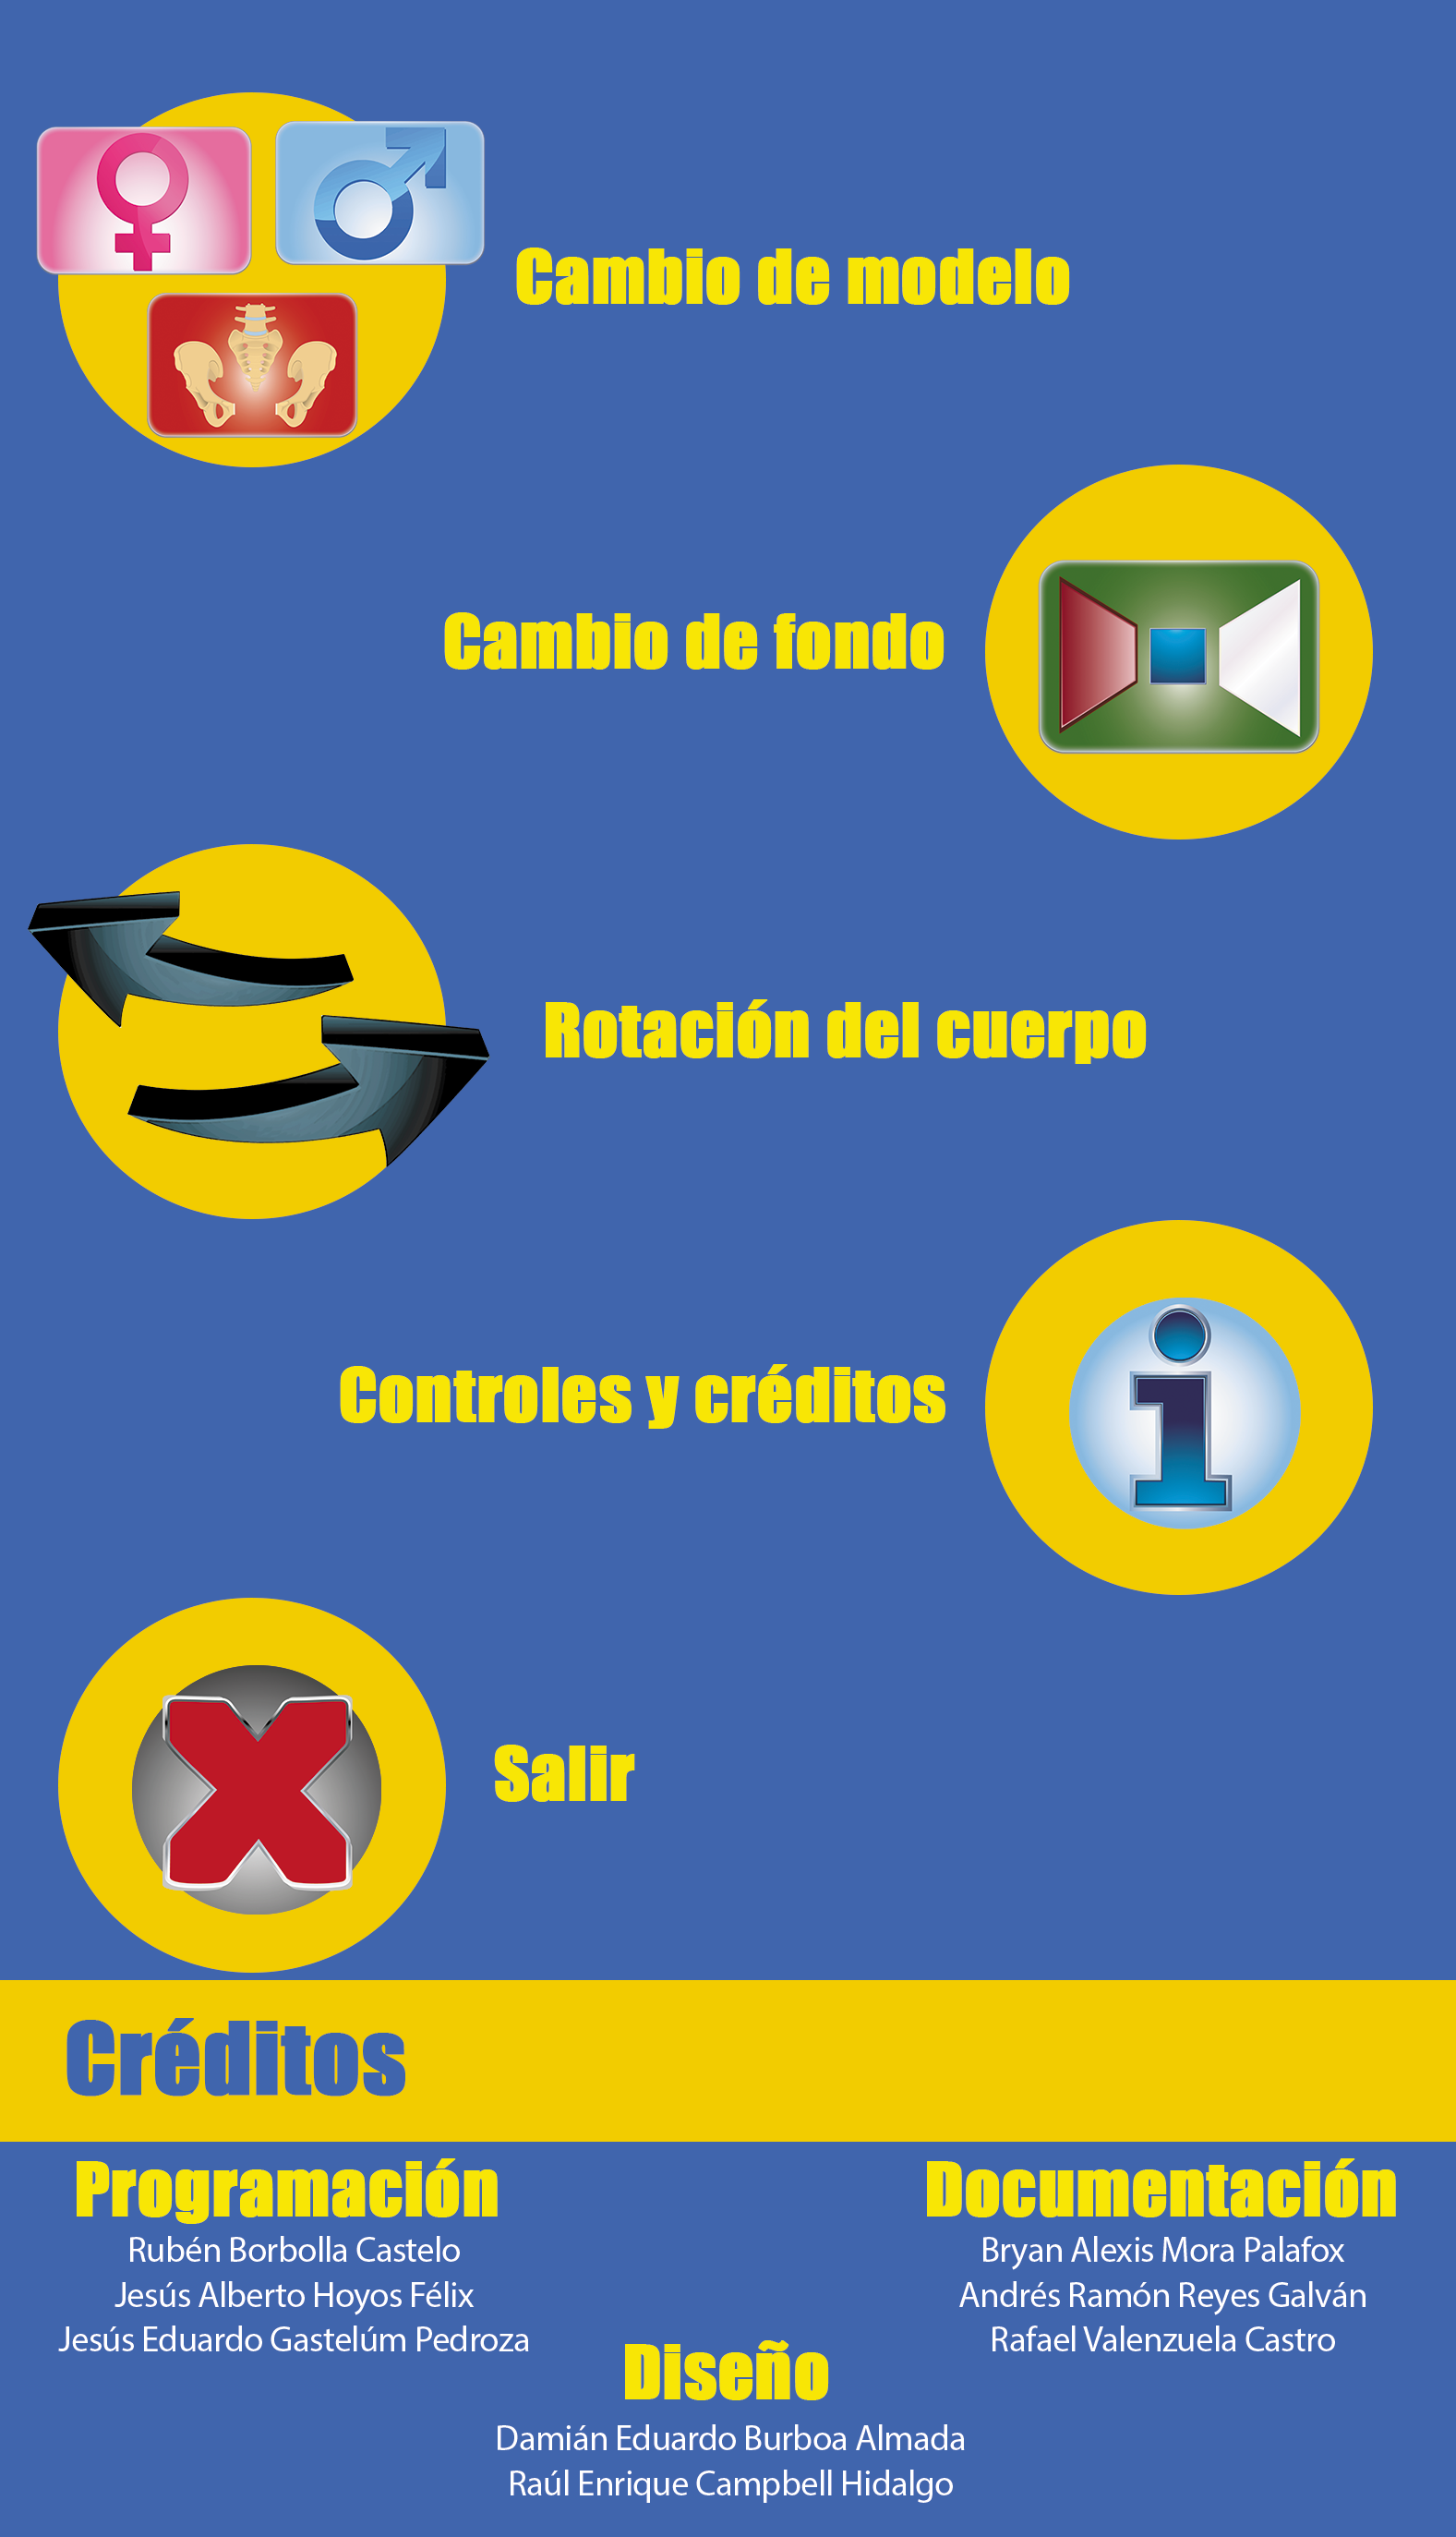 Cambio de modelo
Cambio de fondo
Rotación del cuerpo
Controles y créditos
i
Salir
Créditos
Programación
Rubén Borbolla Castelo
Jesús Alberto Hoyos Félix
Jesús Eduardo Gastelúm Pedroza
Documentación
Bryan Alexis Mora Palafox
Andrés Ramón Reyes Galván
Rafael Valenzuela Castro
Diseño
Damián Eduardo Burboa Almada
Raúl Enrique Campbell Hidalgo